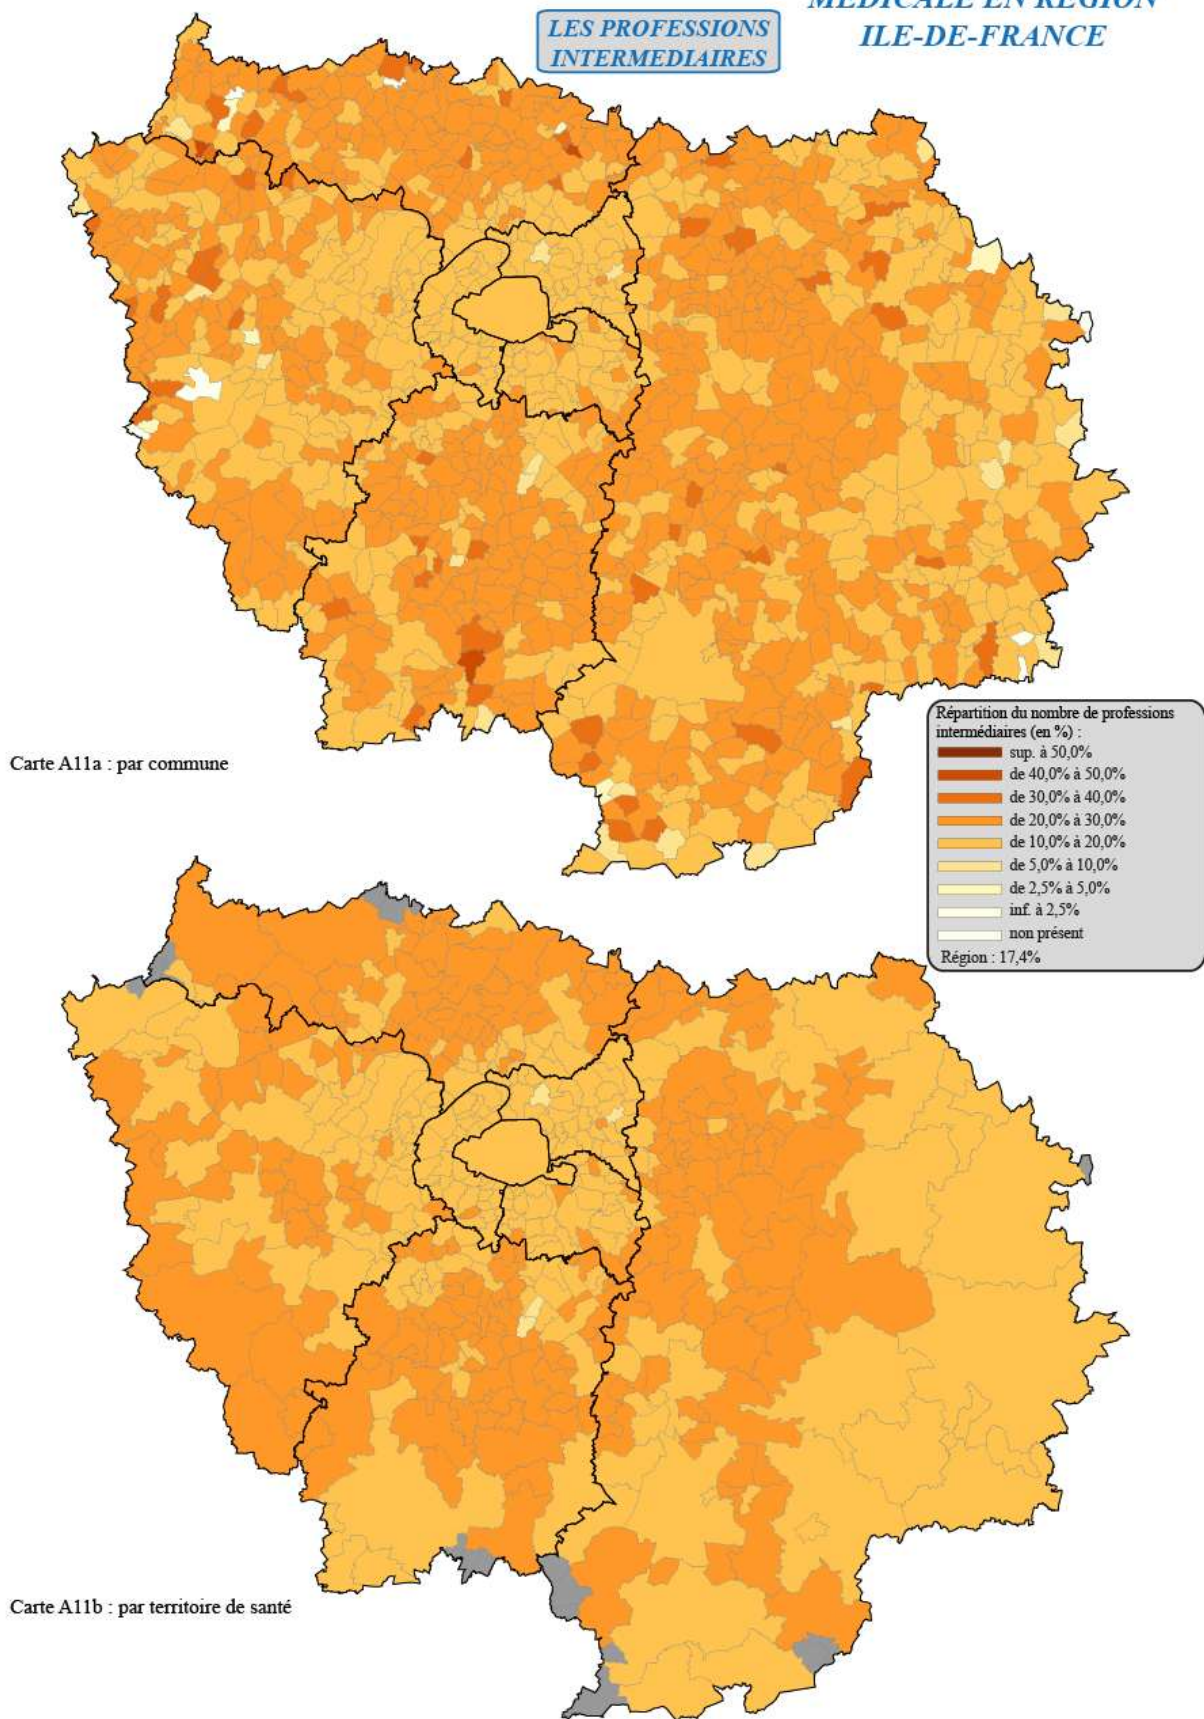 MEDICALE EN REGION
ILE-DE-FRANCE
LES PROFESSIONS
INTERMEDIAIRES
Carte A11a : par commune
Répartition du nombre de professions
intermédiaires (en %) :
sup. à 50,0%
de 40,0% à 50,0%
de 30,0% à 40,0%
de 20,0% à 30,0%
de 10,0% à 20,0%
de 5,0% à 10,0%
de 2,5% à 5,0%
inf. à 2,5%
non présent
Région : 17,4%
Carte A11b : par territoire de santé